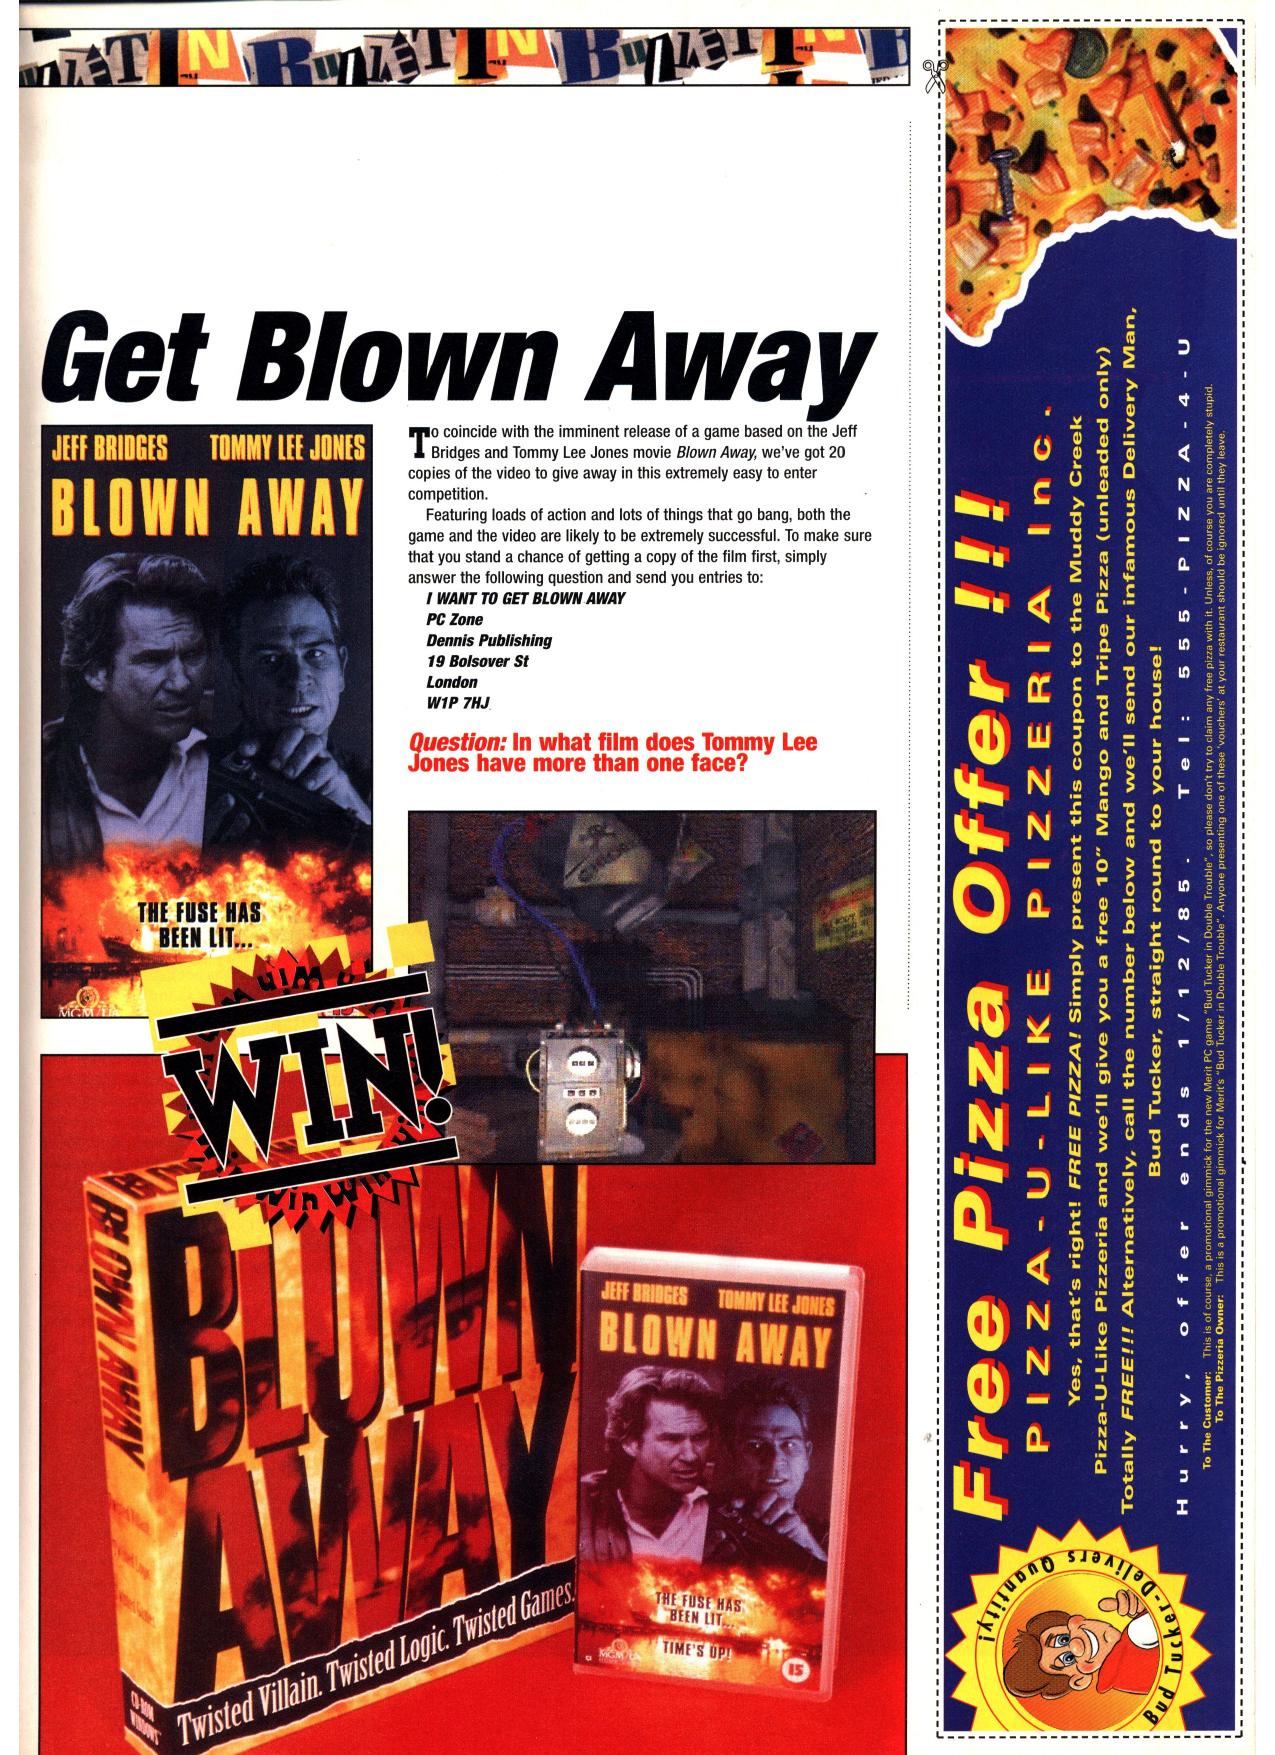 BULLETIN BULLETIN B
Get Blown Away
JEFF BRIDGES TOMMY LEE JONES
BLOWN AWAY
THE FUSE HAS
BEEN LIT...
MGM/UA
To coincide with the imminent release of a game based on the Jeff
Bridges and Tommy Lee Jones movie Blown Away, we've got 20
copies of the video to give away in this extremely easy to enter
competition.
Featuring loads of action and lots of things that go bang, both the
game and the video are likely to be extremely successful. To make sure
that you stand a chance of getting a copy of the film first, simply
answer the following question and send you entries to:
I WANT TO GET BLOWN AWAY
PC Zone
Dennis Publishing
19 Bolsover St
London
W1P 7HJ
Question: In what film does Tommy Lee
Jones have more than one face?
WIN!
BLOWN AWAY
BLOWN
AWAY
Twisted Villain. Twisted Logic. Twisted Games.
CD-ROM
WINDOWS
JEFF BRIDGES TOMMY LEE JONES
BLOWN AWAY
THE FUSE HAS
BEEN LIT...
TIME'S UP!
MGM/UA
15
Free Pizza Offer !!!
PIZZA-U-LIKE PIZZERIA Inc.
Yes, that's right! FREE PIZZA! Simply present this coupon to the Muddy Creek
Pizza-U-Like Pizzeria and we'll give you a free 10" Mango and Tripe Pizza (unleaded only)
Totally FREE!!! Alternatively, call the number below and we'll send our infamous Delivery Man,
Bud Tucker, straight round to your house!
Hurry, offer ends 1/12/85. Tel: 555-PIZZA-4-U
To The Customer: This is of course, a promotional gimmick for the new Merit PC game "Bud Tucker in Double Trouble", so please don't try to claim any free pizza with it. Unless, of course you are completely stupid.
To The Pizzeria Owner: This is a promotional gimmick for Merit's "Bud Tucker in Double Trouble". Anyone presenting one of these 'vouchers' at your restaurant should be ignored until they leave.
Bud Tucker-Delivers Quantity!